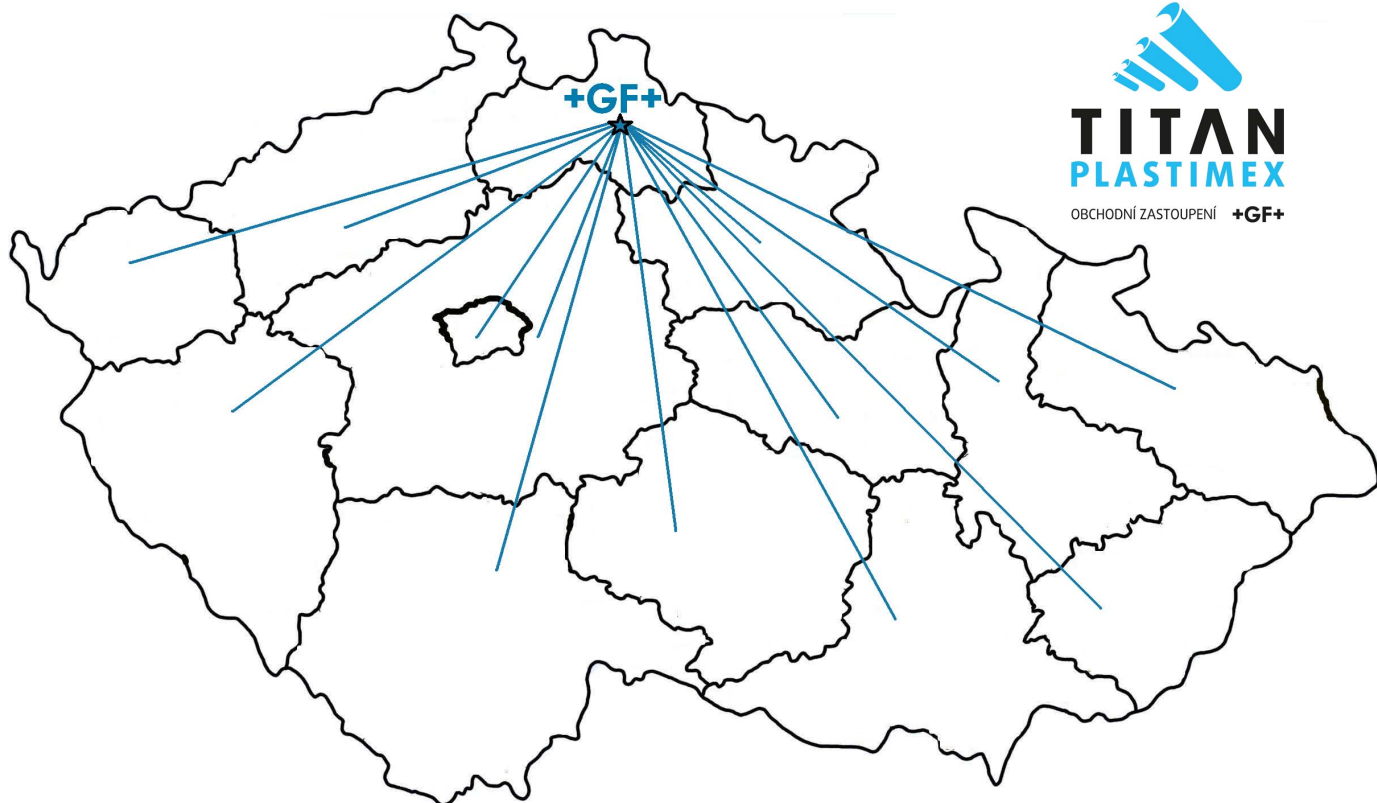 +GF+
TITAN
PLASTIMEX
OBCHODNÍ ZASTOUPENÍ +GF+